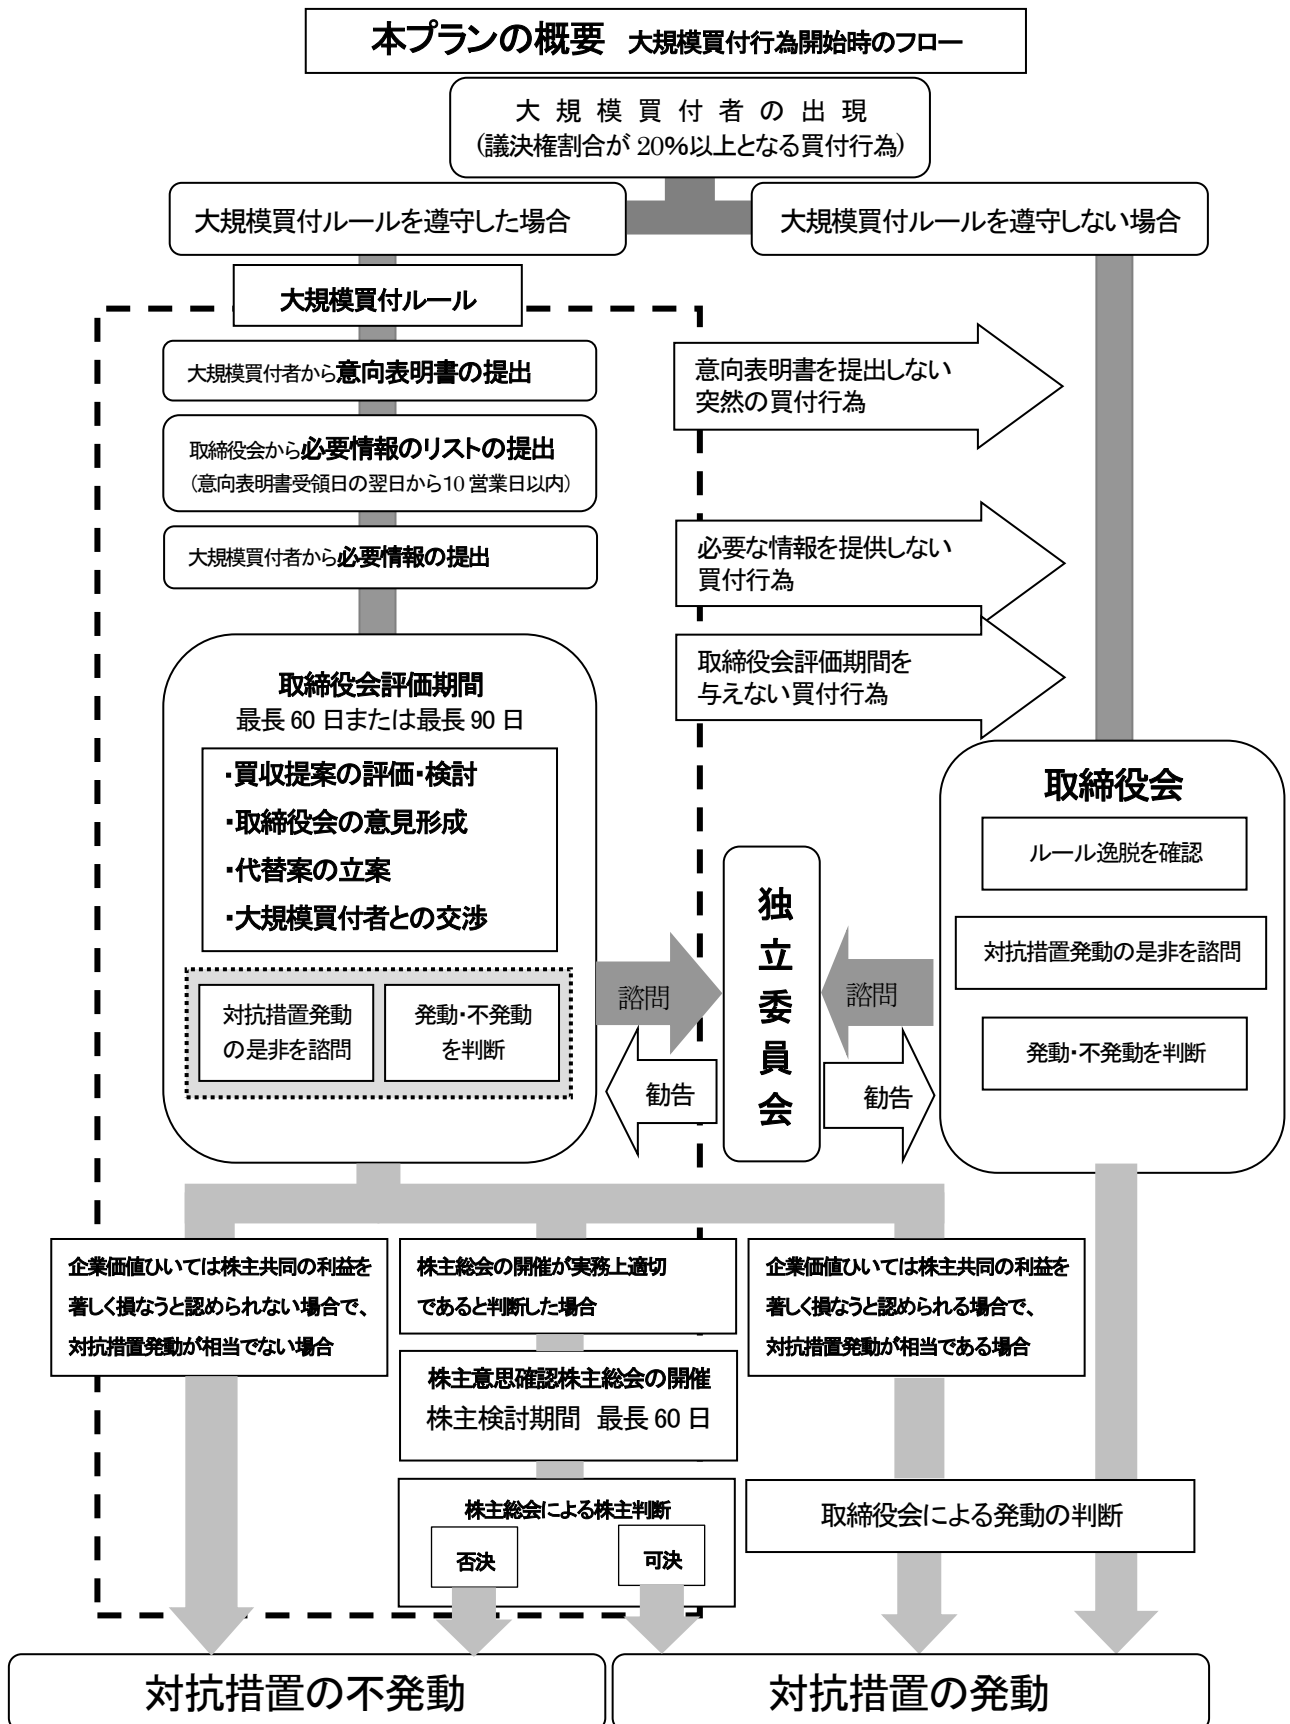 本プランの概要 大規模買付行為開始時のフロー
大規模買付者の出現
(議決権割合が 20%以上となる買付行為)
大規模買付ルールを遵守した場合
大規模買付ルールを遵守しない場合
大規模買付ルール
大規模買付者から意向表明書の提出
取締役会から必要情報のリストの提出
(意向表明書受領日の翌日から10 営業日以内)
大規模買付者から必要情報の提出
意向表明書を提出しない
突然の買付行為
必要な情報を提供しない
買付行為
取締役会評価期間を
与えない買付行為
取締役会評価期間
最長 60 日または最長 90 日
・買収提案の評価・検討
・取締役会の意見形成
・代替案の立案
・大規模買付者との交渉
対抗措置発動
の是非を諮問
発動・不発動
を判断
諮問
勧告
独立委員会
諮問
勧告
取締役会
ルール逸脱を確認
対抗措置発動の是非を諮問
発動・不発動を判断
企業価値ひいては株主共同の利益を
著しく損なうと認められない場合で、
対抗措置発動が相当でない場合
株主総会の開催が実務上適切
であると判断した場合
企業価値ひいては株主共同の利益を
著しく損なうと認められる場合で、
対抗措置発動が相当である場合
株主意思確認株主総会の開催
株主検討期間 最長 60 日
株主総会による株主判断
否決
可決
取締役会による発動の判断
対抗措置の不発動
対抗措置の発動